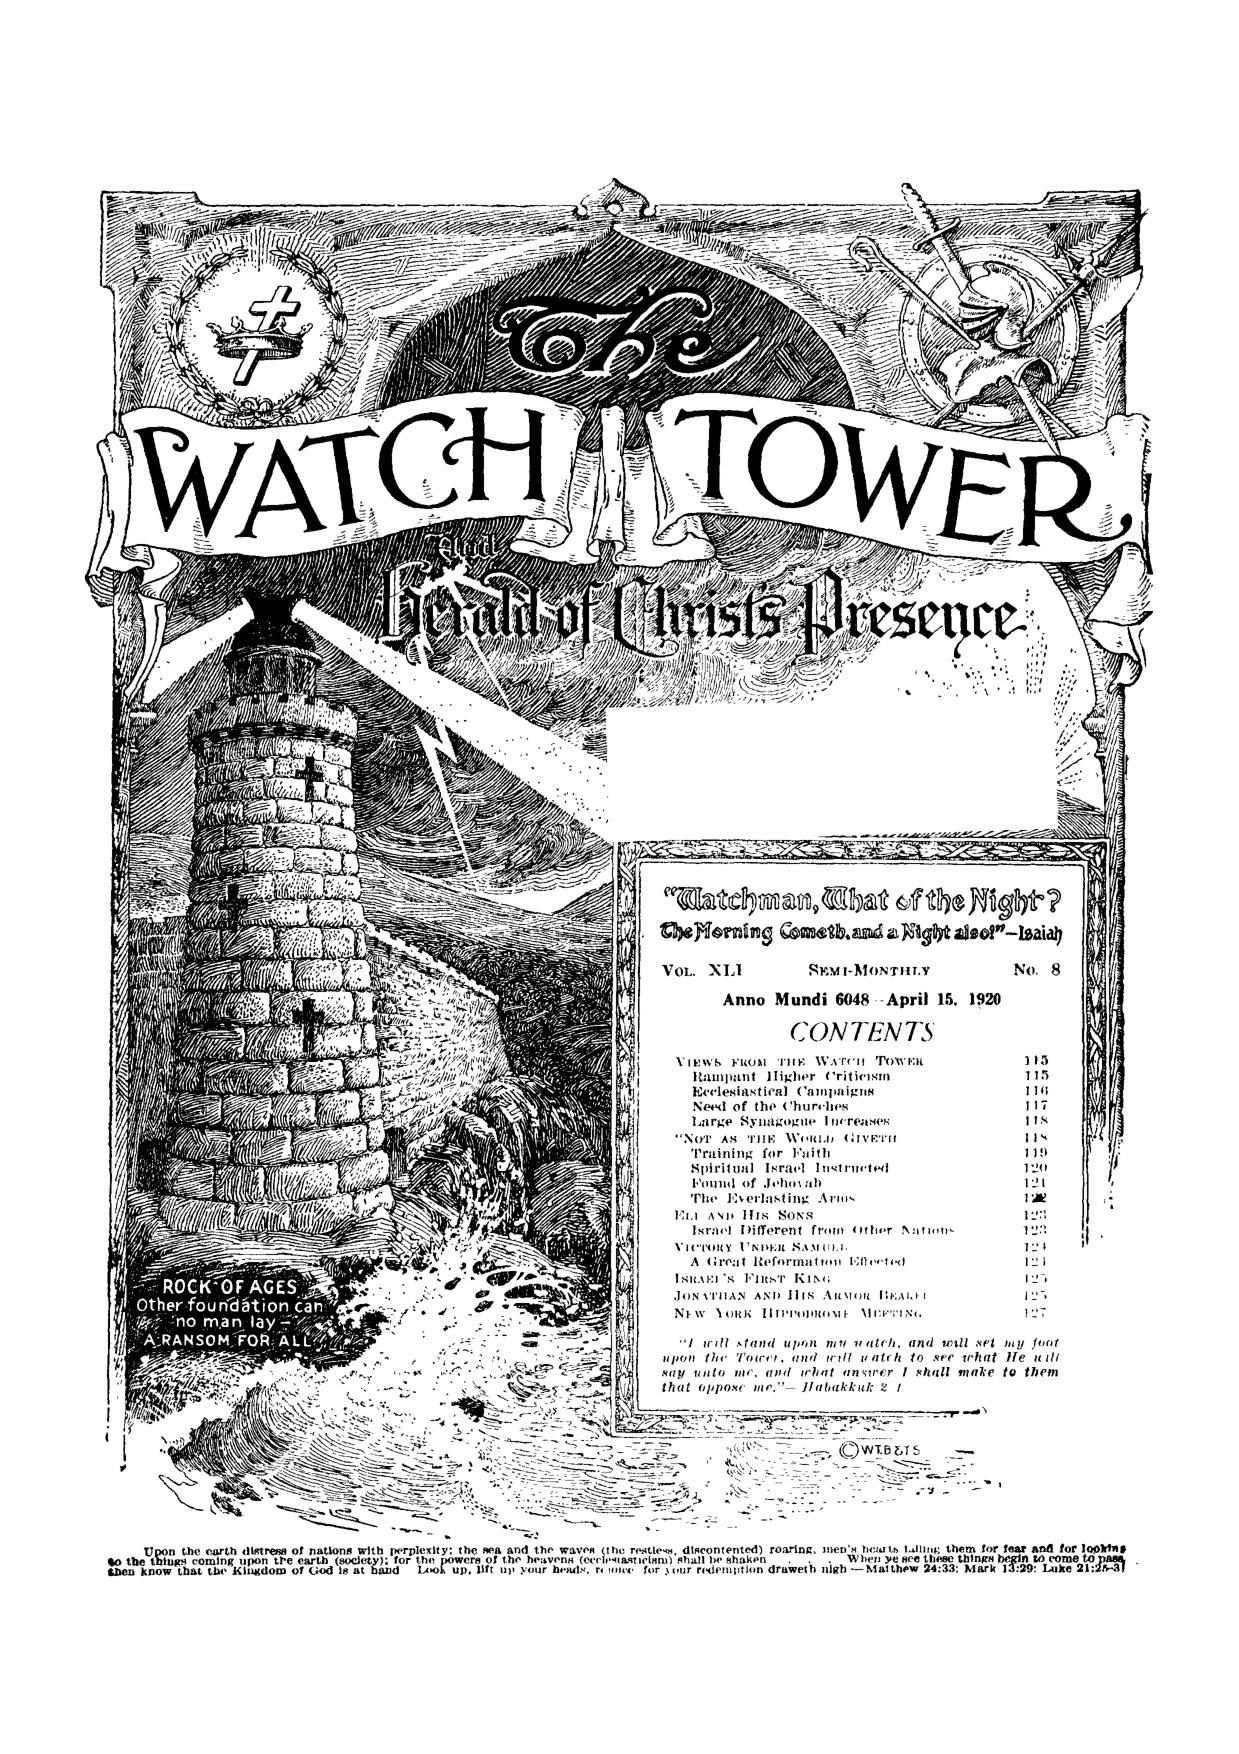 The
WATCH TOWER
And
Herald of Christ's Presence
"Watchman, What of the Night?
The Morning Cometh, and a Night also!"—Isaiah
VOL. XLI SEMI-MONTHLY No. 8
Anno Mundi 6048—April 15, 1920
CONTENTS
VIEWS FROM THE WATCH TOWER 115
Rampant Higher Criticism 115
Ecclesiastical Campaigns 116
Need of the Churches 117
Large Synagogue Increases 118
"NOT AS THE WORLD GIVETH 118
Training for Faith 119
Spiritual Israel Instructed 120
Found of Jehovah 121
The Everlasting Arms 122
ELI AND HIS SONS 123
Israel Different from Other Nations 123
VICTORY UNDER SAMUEL 124
A Great Reformation Effected 124
ISRAEL'S FIRST KING 125
JONATHAN AND HIS ARMOR BEARER 125
NEW YORK HIPPODROME MEETING 127
"I will stand upon my watch, and will set my foot
upon the Tower, and will watch to see what He will
say unto me, and what answer I shall make to them
that oppose me."—Habakkuk 2 1
ROCK OF AGES
Other foundation can
no man lay—
A RANSOM FOR ALL
©W.T.B.&T.S
Upon the earth distress of nations with perplexity; the sea and the waves (the restless, discontented) roaring, men's hearts failing them for fear and for looking
to the things coming upon the earth (society); for the powers of the heavens (ecclesiasticism) shall be shaken . . . When ye see these things begin to come to pass,
then know that the Kingdom of God is at hand Look up, lift up your heads, rejoice for your redemption draweth nigh—Matthew 24:33; Mark 13:29; Luke 21:25-31